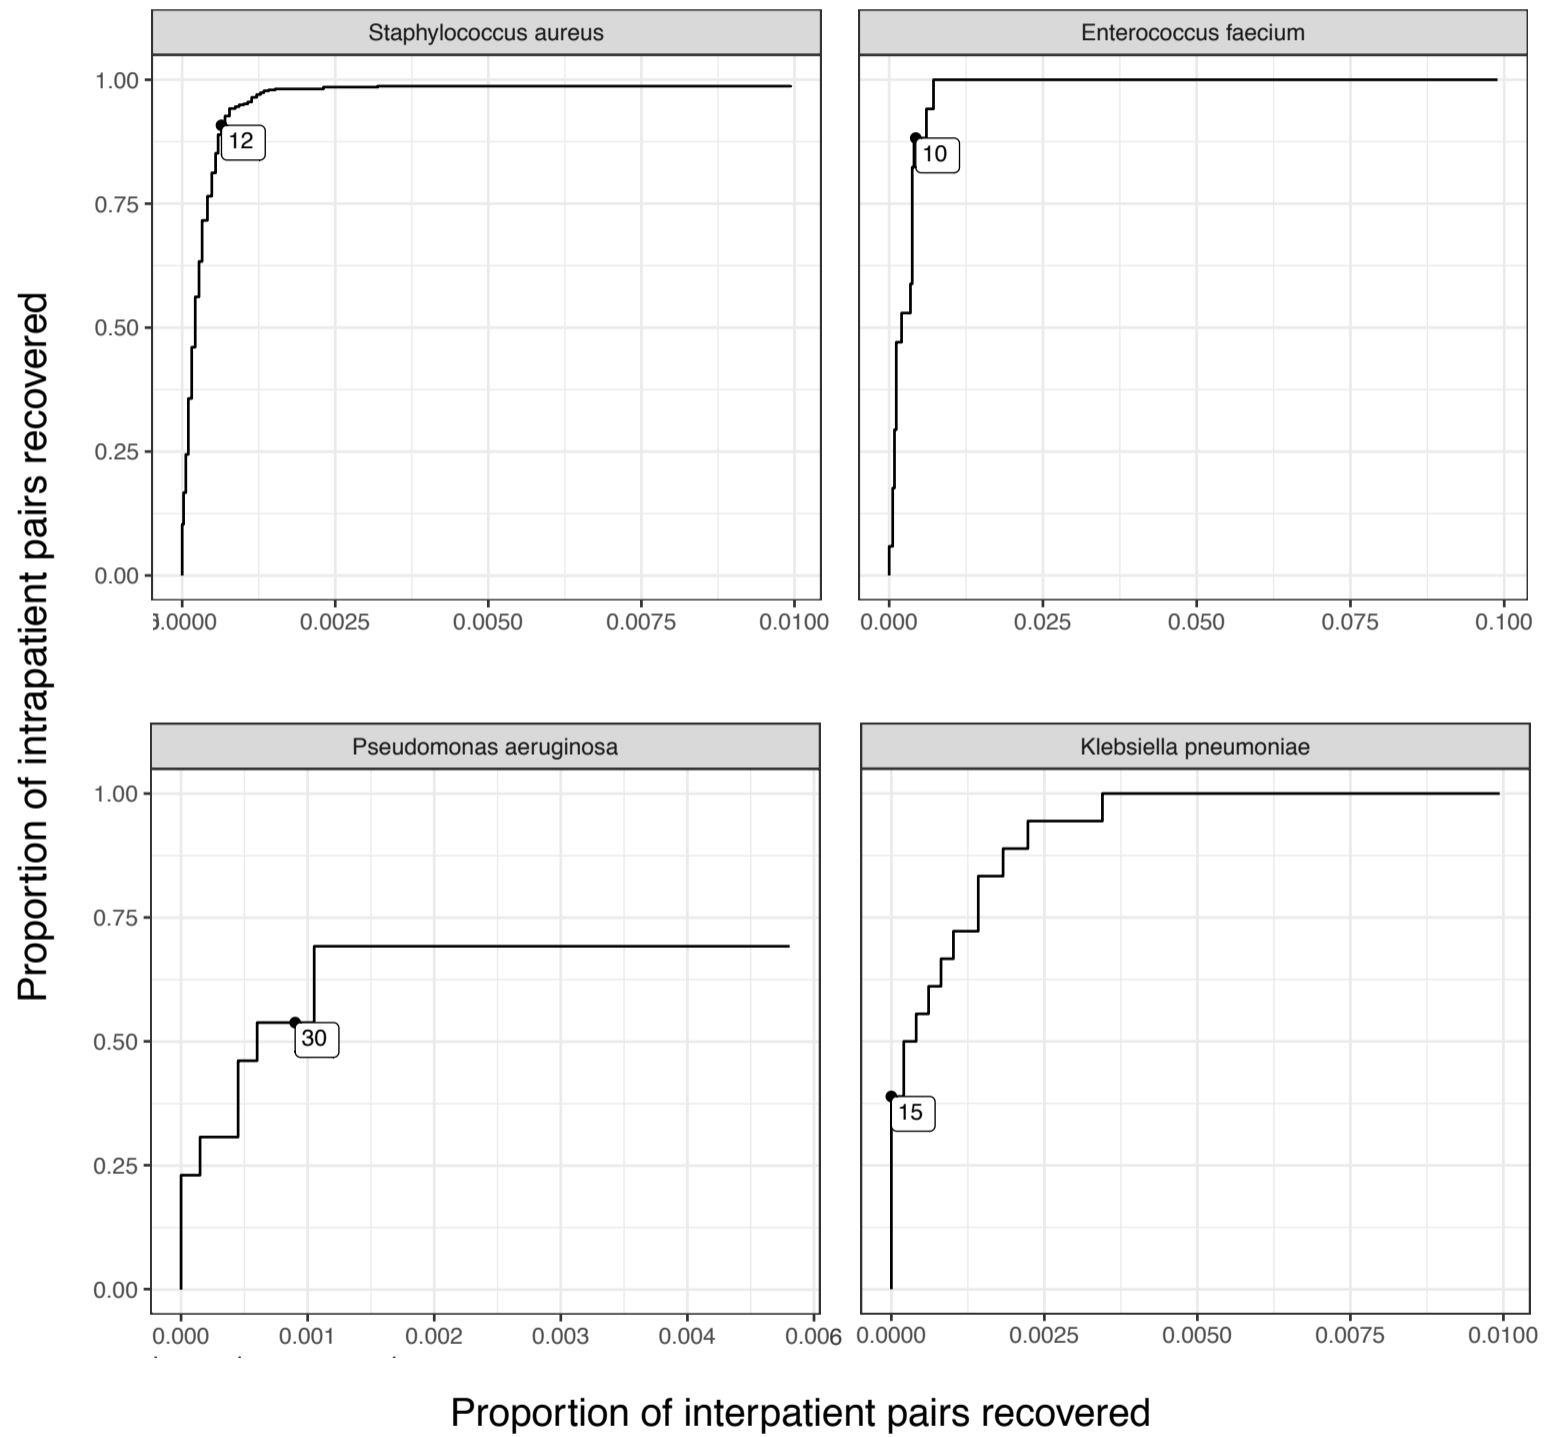 Staphylococcus aureus
Enterococcus faecium
1.00
0.75
0.50
0.25
0.00
12
10
.0000 0.0025 0.0050 0.0075 0.0100
0.000 0.025 0.050 0.075 0.100
Proportion of intrapatient pairs recovered
Pseudomonas aeruginosa
Klebsiella pneumoniae
1.00
0.75
0.50
0.25
0.00
30
15
0.000 0.001 0.002 0.003 0.004 0.006
0.0000 0.0025 0.0050 0.0075 0.0100
Proportion of interpatient pairs recovered